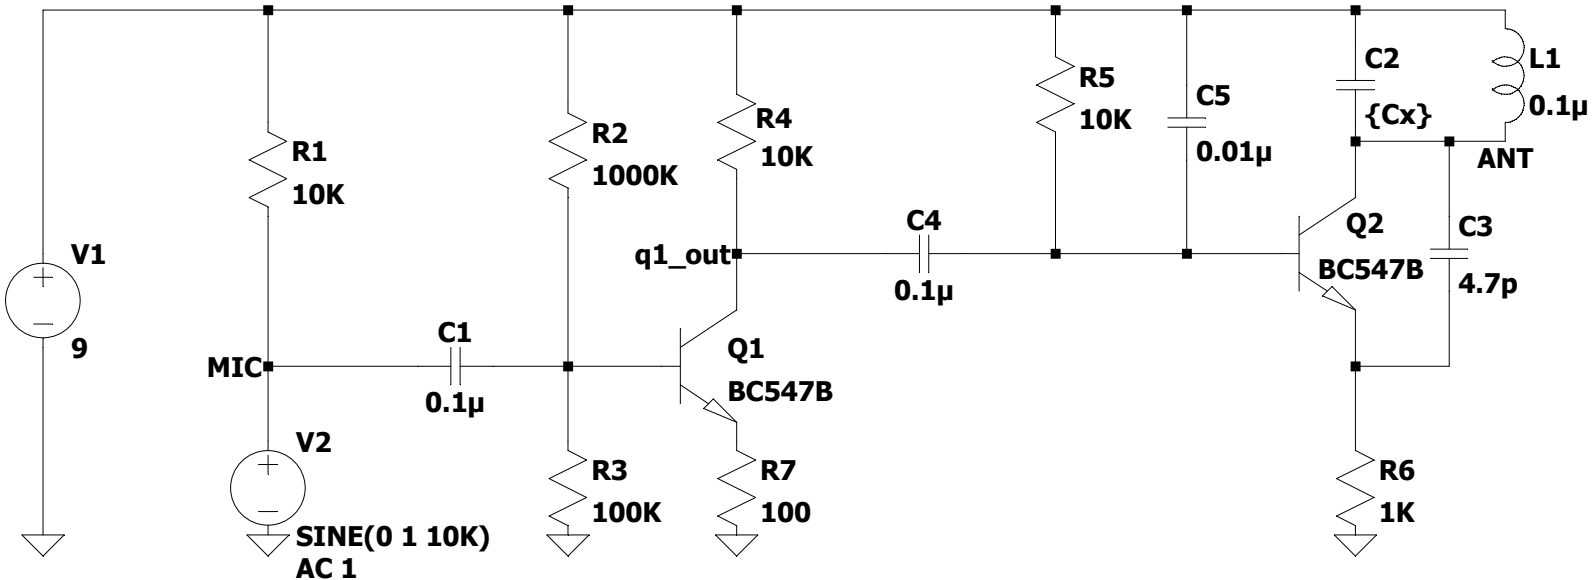 V1
9
R1
10K
MIC
V2
SINE(0 1 10K)
AC 1
C1
0.1µ
R2
1000K
R3
100K
R4
10K
q1_out
Q1
BC547B
R7
100
C4
0.1µ
R5
10K
C5
0.01µ
C2
{Cx}
L1
0.1µ
ANT
Q2
BC547B
C3
4.7p
R6
1K